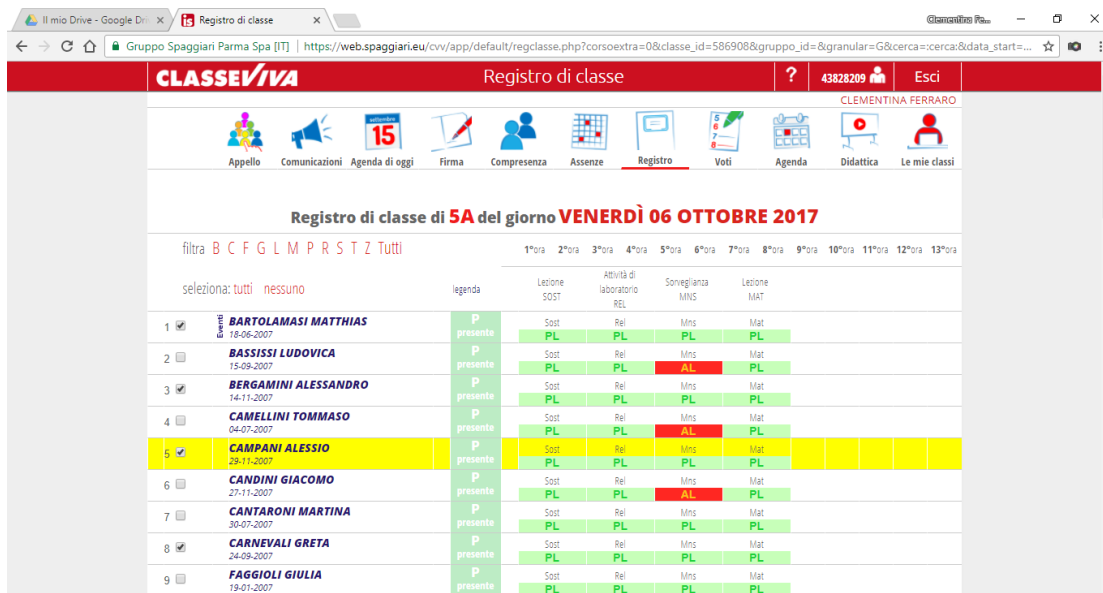 Il mio Drive - Google Dri
Registro di classe
Gruppo Spaggiari Parma Spa [IT] | https://web.spaggiari.eu/cvv/app/default/regclasse.php?corsoextra=0&classe_id=586908&gruppo_id=&granular=G&cerca=:cerca:&data_start=...
CLASSEVIVA Registro di classe ? 43828209 Esci
CLEMENTINA FERRARO
settembre 15
Appello Comunicazioni Agenda di oggi Firma Compresenza Assenze Registro Voti Agenda Didattica Le mie classi
Registro di classe di 5A del giorno VENERDÌ 06 OTTOBRE 2017
filtra B C F G L M P R S T Z Tutti 1°ora 2°ora 3°ora 4°ora 5°ora 6°ora 7°ora 8°ora 9°ora 10°ora 11°ora 12°ora 13°ora
seleziona: tutti nessuno legenda Lezione SOST Attività di laboratorio REL Sorveglianza MNS Lezione MAT
1 Eventi BARTOLAMASI MATTHIAS P Sost Rel Mns Mat
18-06-2007 presente PL PL PL PL
2 BASSISSI LUDOVICA P Sost Rel Mns Mat
15-09-2007 presente PL PL AL PL
3 BERGAMINI ALESSANDRO P Sost Rel Mns Mat
14-11-2007 presente PL PL PL PL
4 CAMELLINI TOMMASO P Sost Rel Mns Mat
04-07-2007 presente PL PL AL PL
5 CAMPANI ALESSIO P Sost Rel Mns Mat
29-11-2007 presente PL PL PL PL
6 CANDINI GIACOMO P Sost Rel Mns Mat
27-11-2007 presente PL PL AL PL
7 CANTARONI MARTINA P Sost Rel Mns Mat
30-07-2007 presente PL PL PL PL
8 CARNEVALI GRETA P Sost Rel Mns Mat
24-09-2007 presente PL PL PL PL
9 FAGGIOLI GIULIA P Sost Rel Mns Mat
19-01-2007 presente PL PL PL PL